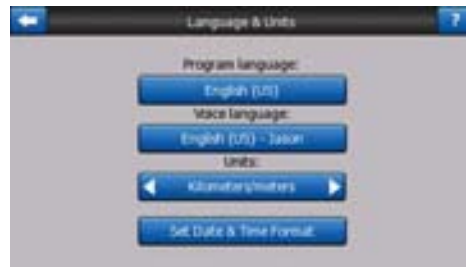 Language & Units
?
Program language:
English (US)
Voice language:
English (US) - Jason
Units:
Kilometers/meters
Set Date & Time Format